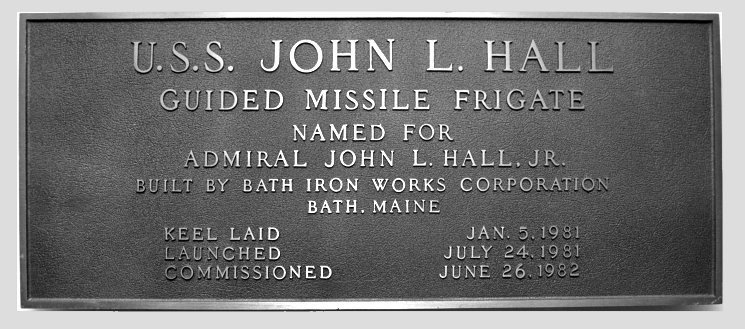 U.S.S. JOHN L. HALL
GUIDED MISSILE FRIGATE
NAMED FOR
ADMIRAL JOHN L. HALL, JR.
BUILT BY BATH IRON WORKS CORPORATION
BATH, MAINE
KEEL LAID JAN. 5, 1981
LAUNCHED JULY 24, 1981
COMMISSIONED JUNE 26, 1982